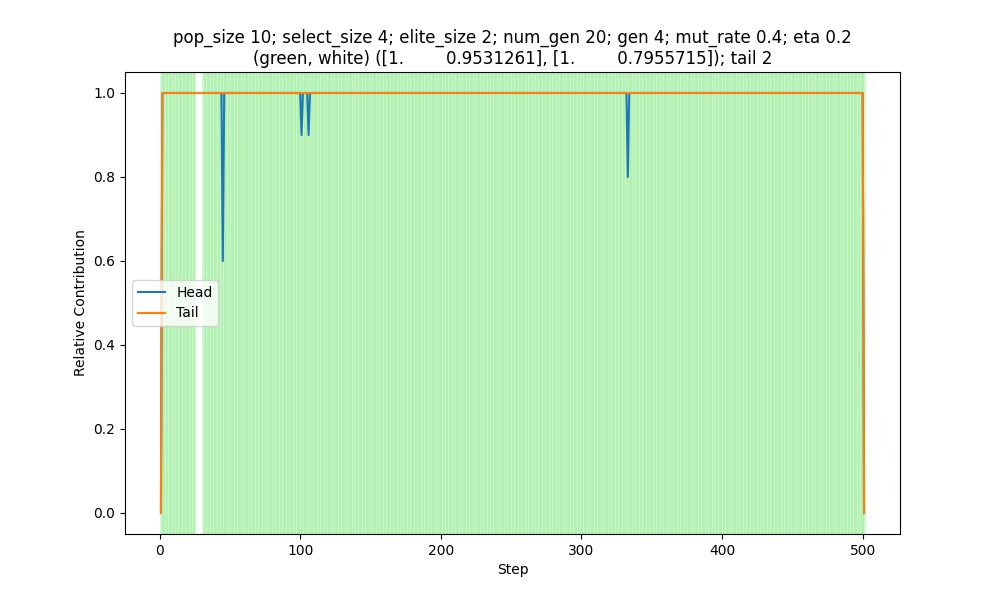 pop_size 10; select_size 4; elite_size 2; num_gen 20; gen 4; mut_rate 0.4; eta 0.2
(green, white) ([1.        0.9531261], [1.        0.7955715]); tail 2
1.0
0.8
0.6
0.4
0.2
0.0
Relative Contribution
Head
Tail
0 100 200 300 400 500
Step